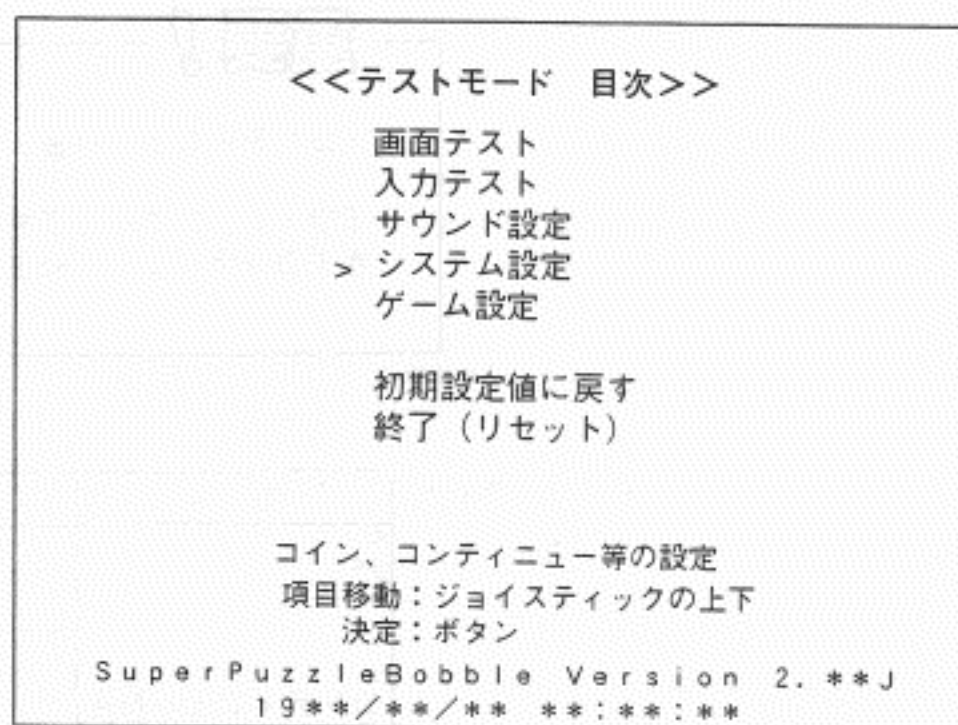 <<テストモード　目次>>
画面テスト
入力テスト
サウンド設定
> システム設定
ゲーム設定
初期設定値に戻す
終了（リセット）
コイン、コンティニュー等の設定
項目移動：ジョイスティックの上下
決定：ボタン
SuperPuzzleBobble Version 2.**J
19**/**/** **:**:**